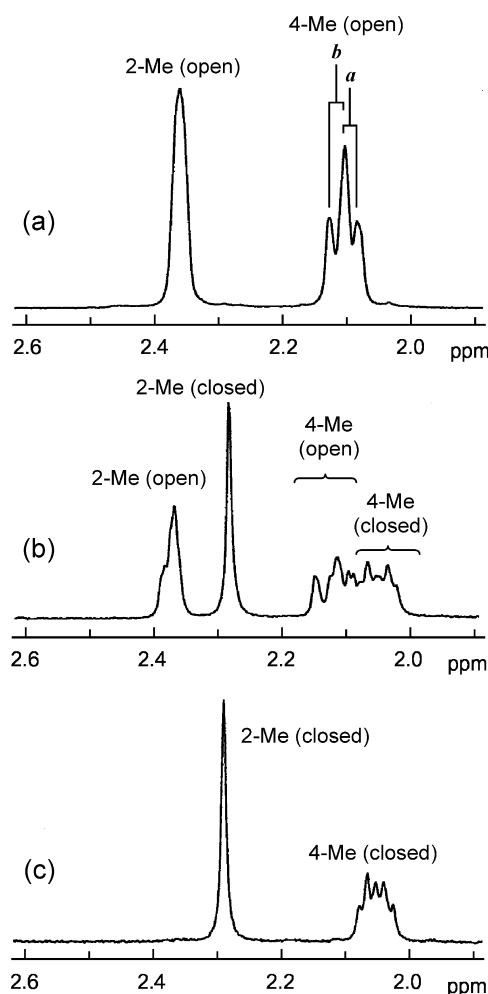 4-Me (open)
b
2-Me (open)
a
(a)
2.6 2.4 2.2 2.0 ppm
2-Me (closed)
4-Me
(open)
2-Me (open)
4-Me
(closed)
(b)
2.6 2.4 2.2 2.0 ppm
2-Me (closed)
4-Me (closed)
(c)
2.6 2.4 2.2 2.0 ppm